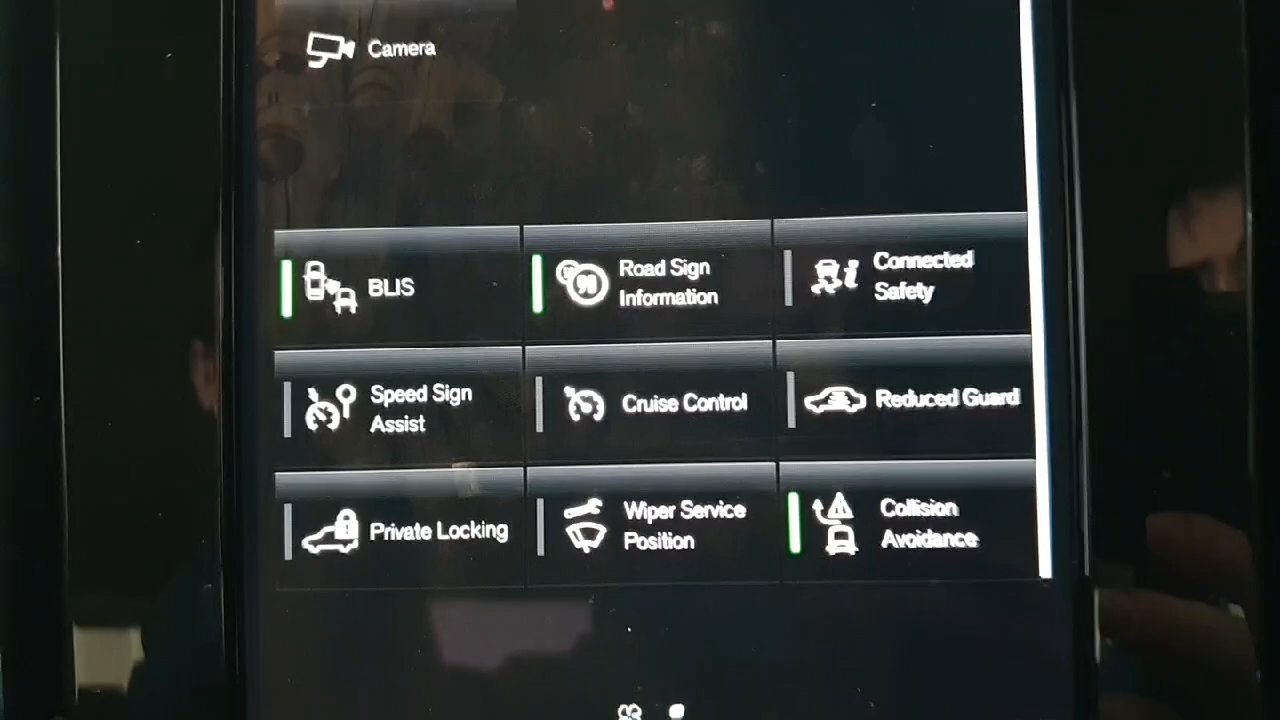 Camera
BLIS
Road Sign
Information
Connected
Safety
Speed Sign
Assist
Cruise Control
Reduced Guard
Private Locking
Wiper Service
Position
Collision
Avoidance